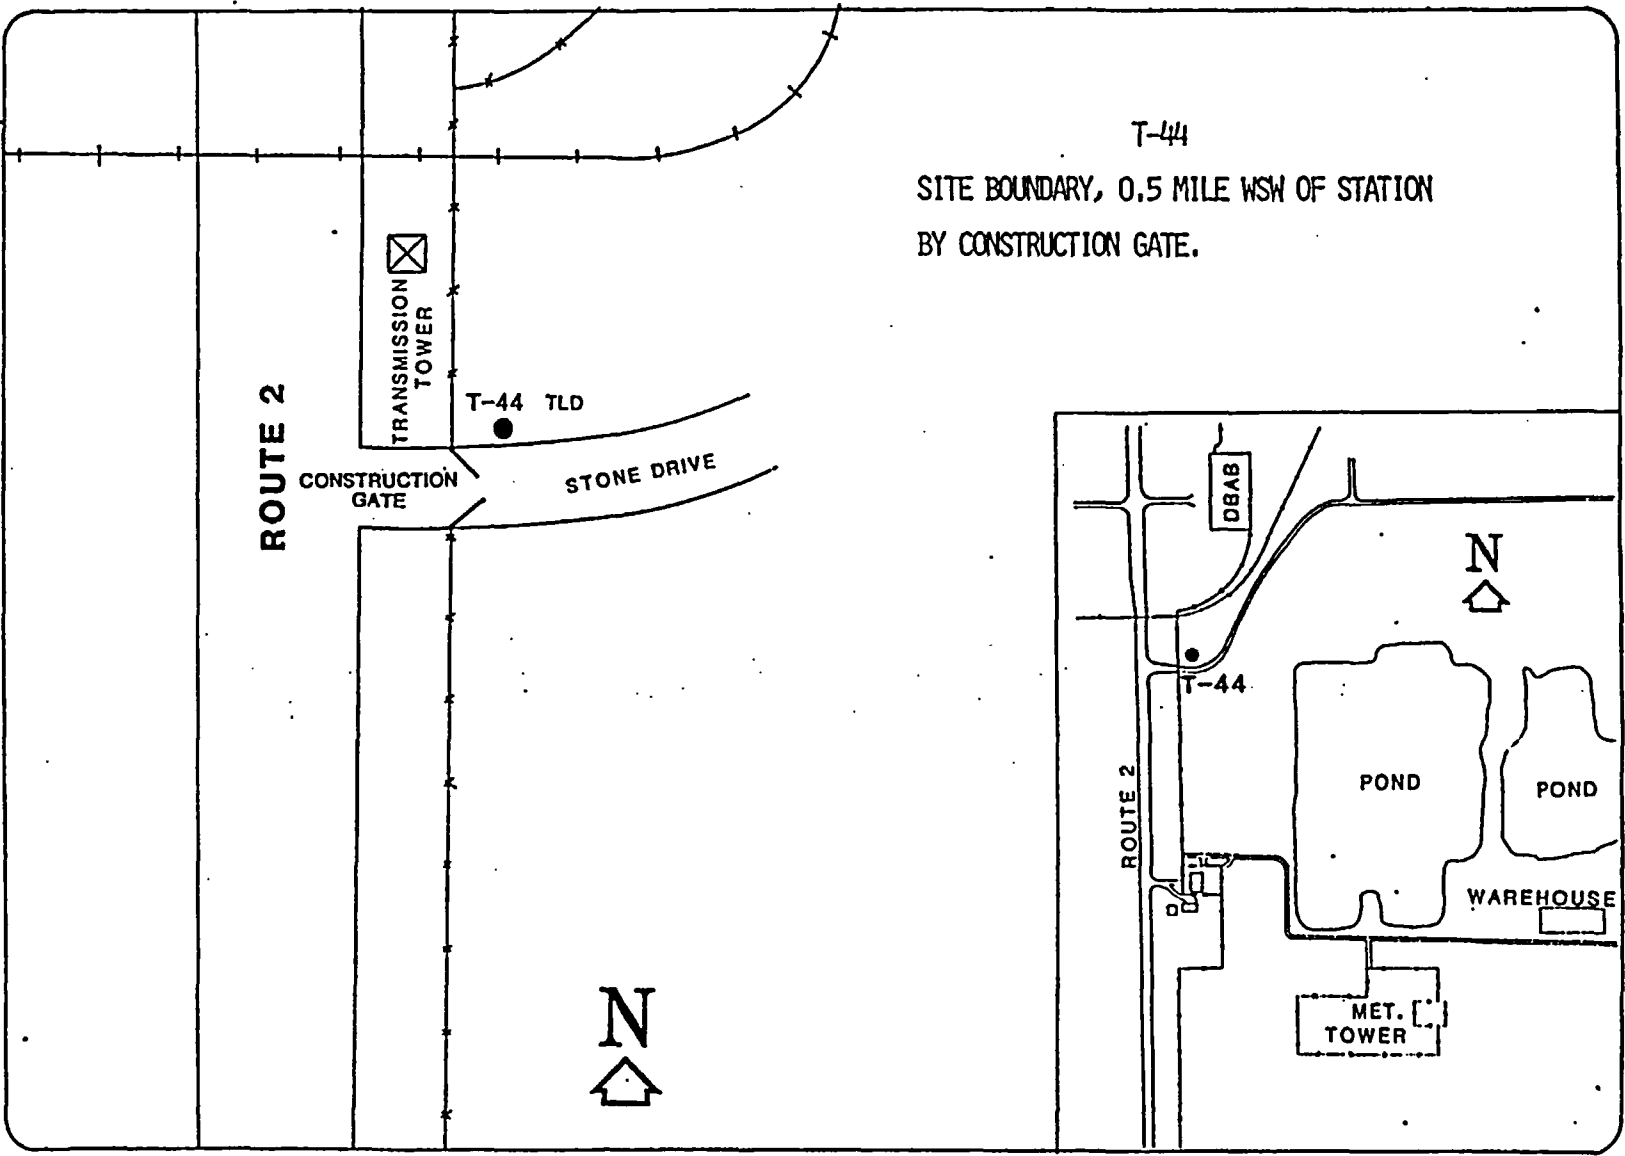 T-44
SITE BOUNDARY, 0.5 MILE WSW OF STATION
BY CONSTRUCTION GATE.
TRANSMISSION
TOWER
ROUTE 2
T-44 TLD
CONSTRUCTION
GATE
STONE DRIVE
N
DBAB
N
T-44
ROUTE 2
POND
POND
WAREHOUSE
MET.
TOWER